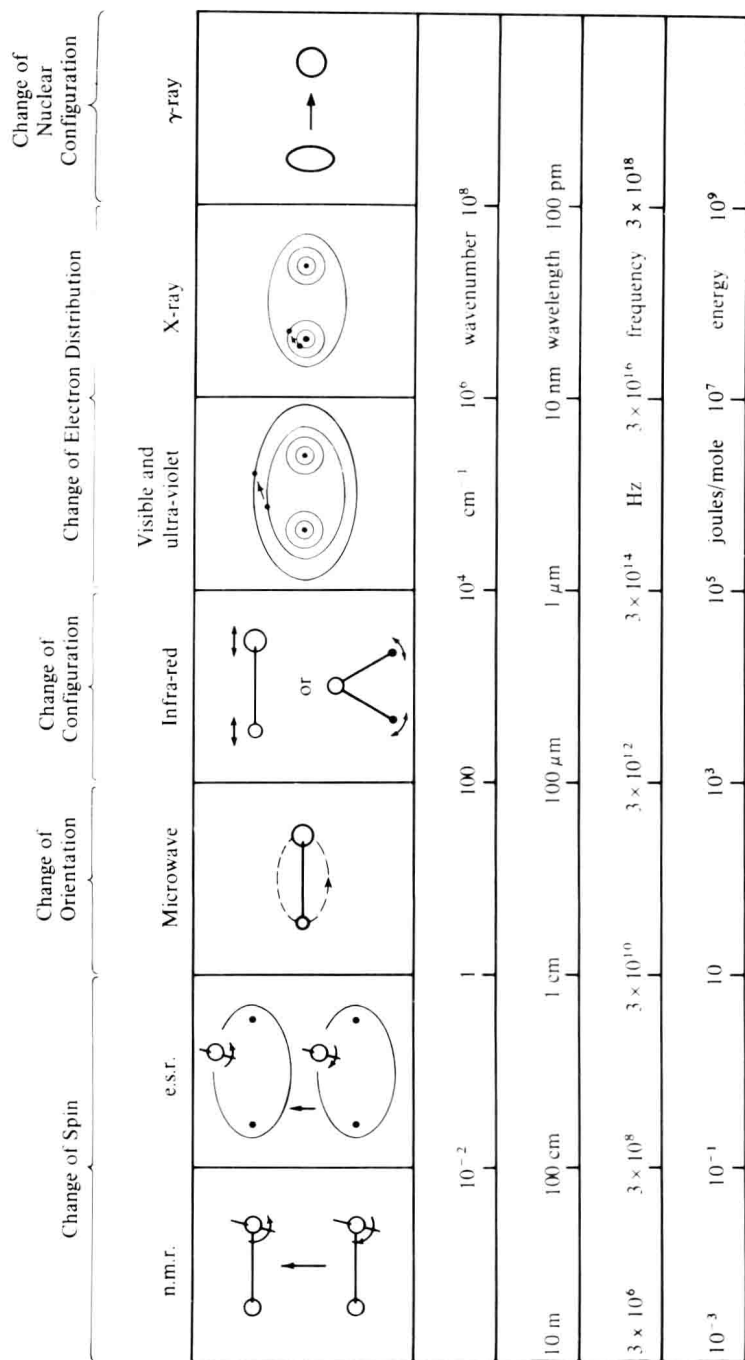 Change of Spin
Change of
Orientation
Change of
Configuration
Change of Electron Distribution
Change of
Nuclear
Configuration
n.m.r.
e.s.r.
Microwave
Infra-red
Visible and
ultra-violet
X-ray
γ-ray
or
10⁻² 1 100 10⁴ cm⁻¹ 10⁶ wavenumber 10⁸
10 m 100 cm 1 cm 100 μm 1 μm 10 nm wavelength 100 pm
3 × 10⁶ 3 × 10⁸ 3 × 10¹⁰ 3 × 10¹² 3 × 10¹⁴ Hz 3 × 10¹⁶ frequency 3 × 10¹⁸
10⁻³ 10⁻¹ 10 10³ 10⁵ joules/mole 10⁷ energy 10⁹